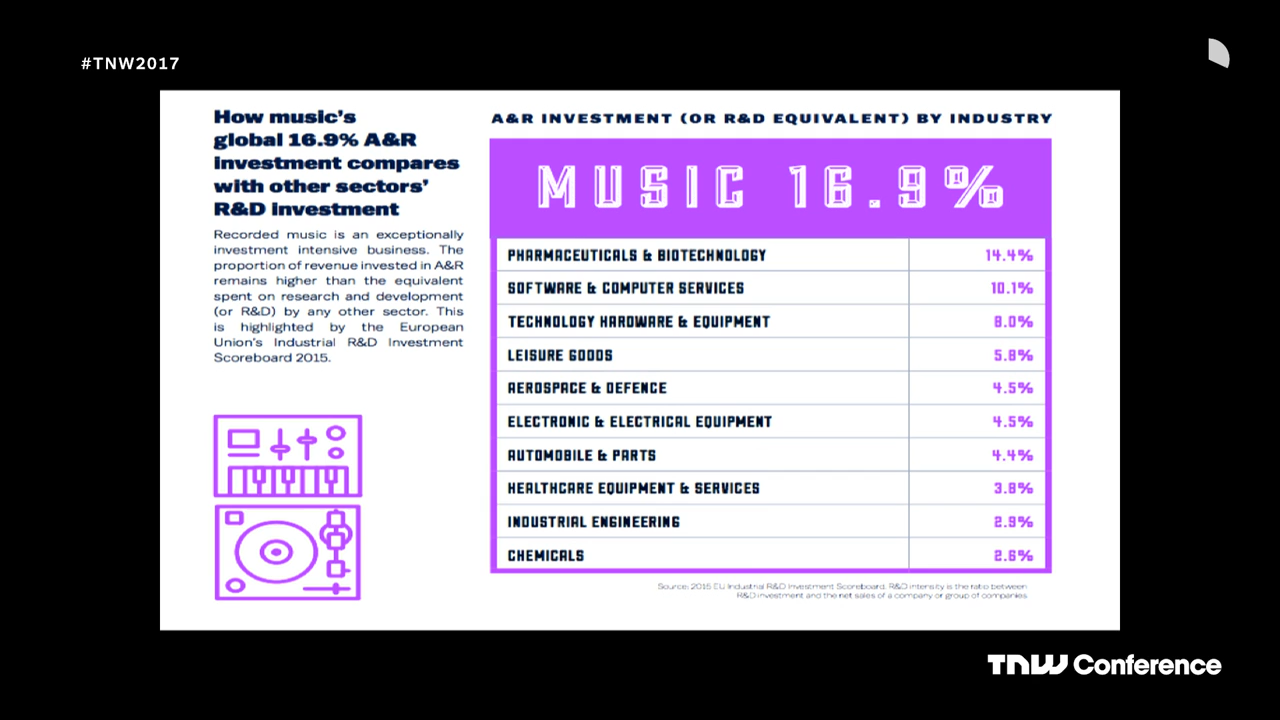 #TNW2017
How music's
global 16.9% A&R
investment compares
with other sectors'
R&D investment
Recorded music is an exceptionally
investment intensive business. The
proportion of revenue invested in A&R
remains higher than the equivalent
spent on research and development
(or R&D) by any other sector. This
is highlighted by the European
Union's Industrial R&D Investment
Scoreboard 2015.
A&R INVESTMENT (OR R&D EQUIVALENT) BY INDUSTRY
MUSIC 16.9%
PHARMACEUTICALS & BIOTECHNOLOGY 14.4%
SOFTWARE & COMPUTER SERVICES 10.1%
TECHNOLOGY HARDWARE & EQUIPMENT 8.0%
LEISURE GOODS 5.8%
AEROSPACE & DEFENCE 4.5%
ELECTRONIC & ELECTRICAL EQUIPMENT 4.5%
AUTOMOBILE & PARTS 4.4%
HEALTHCARE EQUIPMENT & SERVICES 3.8%
INDUSTRIAL ENGINEERING 2.9%
CHEMICALS 2.6%
Source: 2015 EU Industrial R&D Investment Scoreboard. R&D intensity is the ratio between
R&D investment and the net sales of a company or group of companies.
TNW Conference